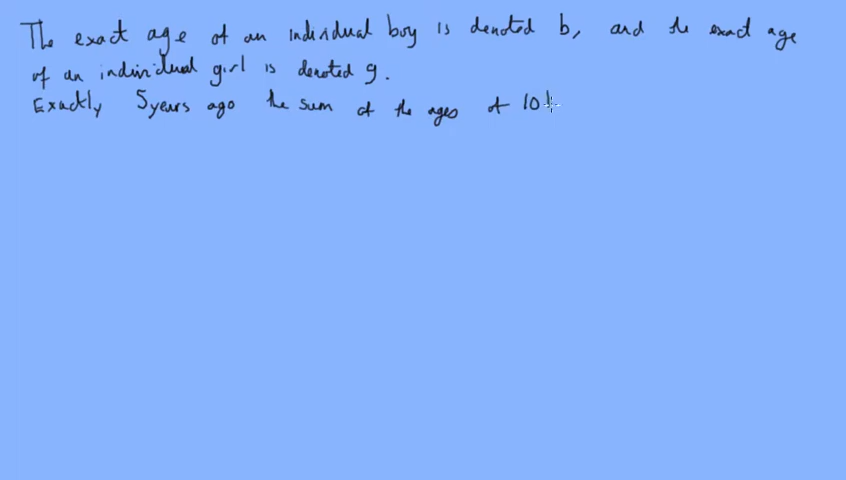 The exact age of an individual boy is denoted b, and the exact age
of an individual girl is denoted g.
Exactly 5 years ago the sum of the ages of 10